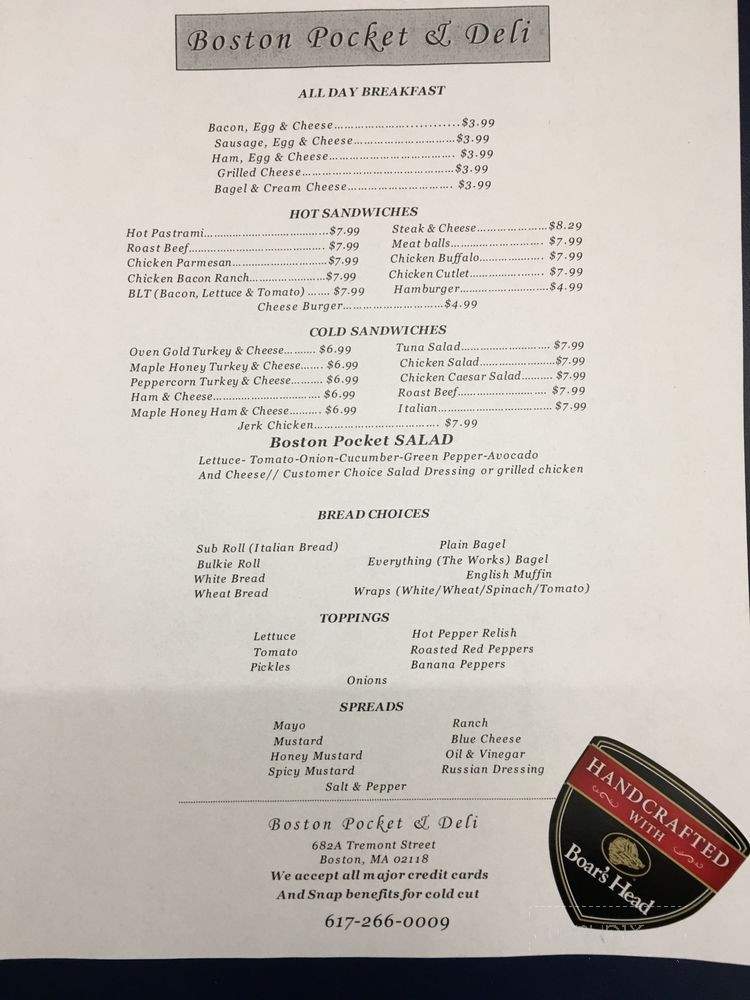 Boston Pocket & Deli
ALL DAY BREAKFAST
Bacon, Egg & Cheese.................................$3.99
Sausage, Egg & Cheese............................$3.99
Ham, Egg & Cheese.................................. $3.99
Grilled Cheese..........................................$3.99
Bagel & Cream Cheese............................ $3.99
HOT SANDWICHES
Hot Pastrami.......................................$7.99
Roast Beef.......................................... $7.99
Chicken Parmesan..............................$7.99
Chicken Bacon Ranch.......................$7.99
BLT (Bacon, Lettuce & Tomato) ...... $7.99
Steak & Cheese.....................$8.29
Meat balls........................... $7.99
Chicken Buffalo................... $7.99
Chicken Cutlet...................... $7.99
Hamburger..........................$4.99
Cheese Burger..............................$4.99
COLD SANDWICHES
Oven Gold Turkey & Cheese......... $6.99
Maple Honey Turkey & Cheese....... $6.99
Peppercorn Turkey & Cheese.......... $6.99
Ham & Cheese................................ $6.99
Maple Honey Ham & Cheese.......... $6.99
Tuna Salad........................... $7.99
Chicken Salad.......................$7.99
Chicken Caesar Salad.......... $7.99
Roast Beef........................... $7.99
Italian.................................. $7.99
Jerk Chicken...................................... $7.99
Boston Pocket SALAD
Lettuce- Tomato-Onion-Cucumber-Green Pepper-Avocado
And Cheese// Customer Choice Salad Dressing or grilled chicken
BREAD CHOICES
Sub Roll (Italian Bread)
Bulkie Roll
White Bread
Wheat Bread
Plain Bagel
Everything (The Works) Bagel
English Muffin
Wraps (White/Wheat/Spinach/Tomato)
TOPPINGS
Lettuce
Tomato
Pickles
Hot Pepper Relish
Roasted Red Peppers
Banana Peppers
Onions
SPREADS
Mayo
Mustard
Honey Mustard
Spicy Mustard
Ranch
Blue Cheese
Oil & Vinegar
Russian Dressing
Salt & Pepper
Boston Pocket & Deli
682A Tremont Street
Boston, MA 02118
We accept all major credit cards
And Snap benefits for cold cut
617-266-0009
HANDCRAFTED
WITH
Boar's Head